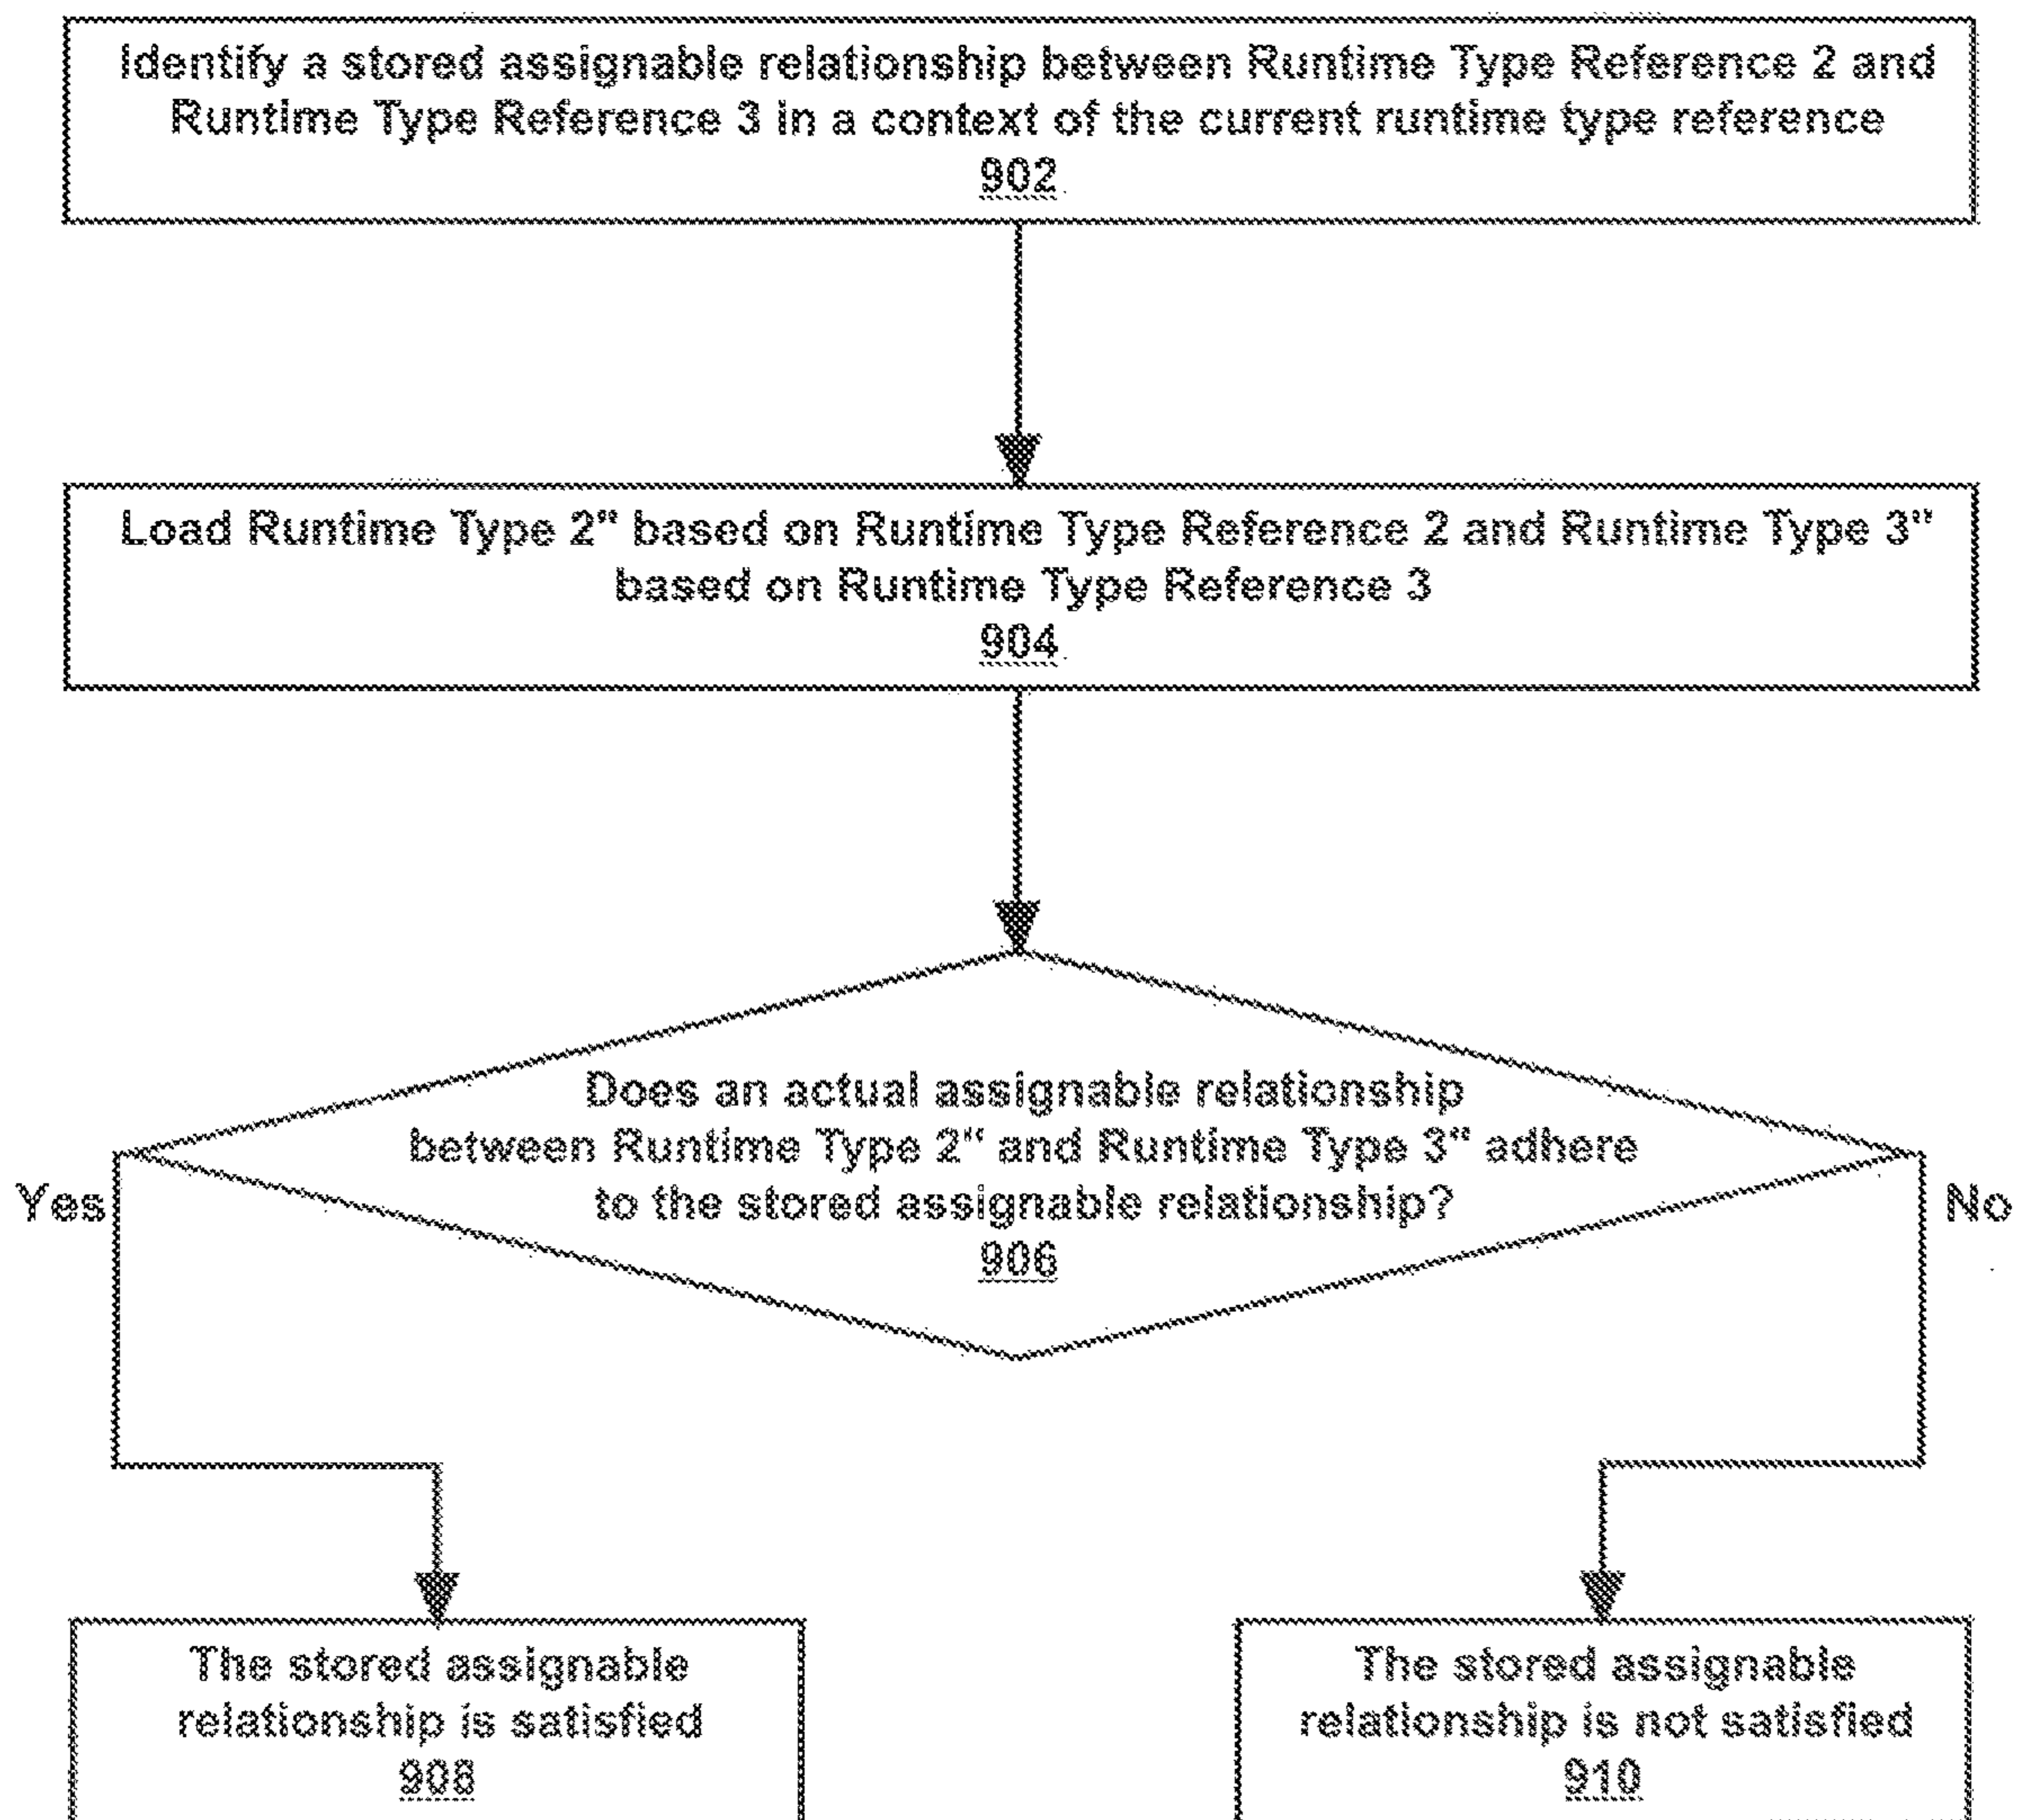 Identify a stored assignable relationship between Runtime Type Reference 2 and
Runtime Type Reference 3 in a context of the current runtime type reference
902
Load Runtime Type 2" based on Runtime Type Reference 2 and Runtime Type 3"
based on Runtime Type Reference 3
904
Does an actual assignable relationship
between Runtime Type 2" and Runtime Type 3" adhere
to the stored assignable relationship?
906
Yes
No
The stored assignable
relationship is satisfied
908
The stored assignable
relationship is not satisfied
910